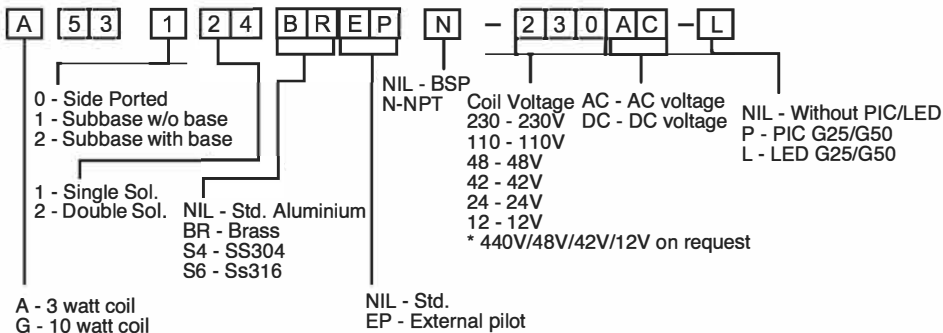 A 53 1 24 BREP N - 230AC - L
0 - Side Ported
1 - Subbase w/o base
2 - Subbase with base
1 - Single Sol.
2 - Double Sol.
NIL - Std. Aluminium
BR - Brass
S4 - SS304
S6 - Ss316
NIL - BSP
N-NPT
Coil Voltage
230 - 230V
110 - 110V
48 - 48V
42 - 42V
24 - 24V
12 - 12V
* 440V/48V/42V/12V on request
AC - AC voltage
DC - DC voltage
NIL - Without PIC/LED
P - PIC G25/G50
L - LED G25/G50
A - 3 watt coil
G - 10 watt coil
NIL - Std.
EP - External pilot